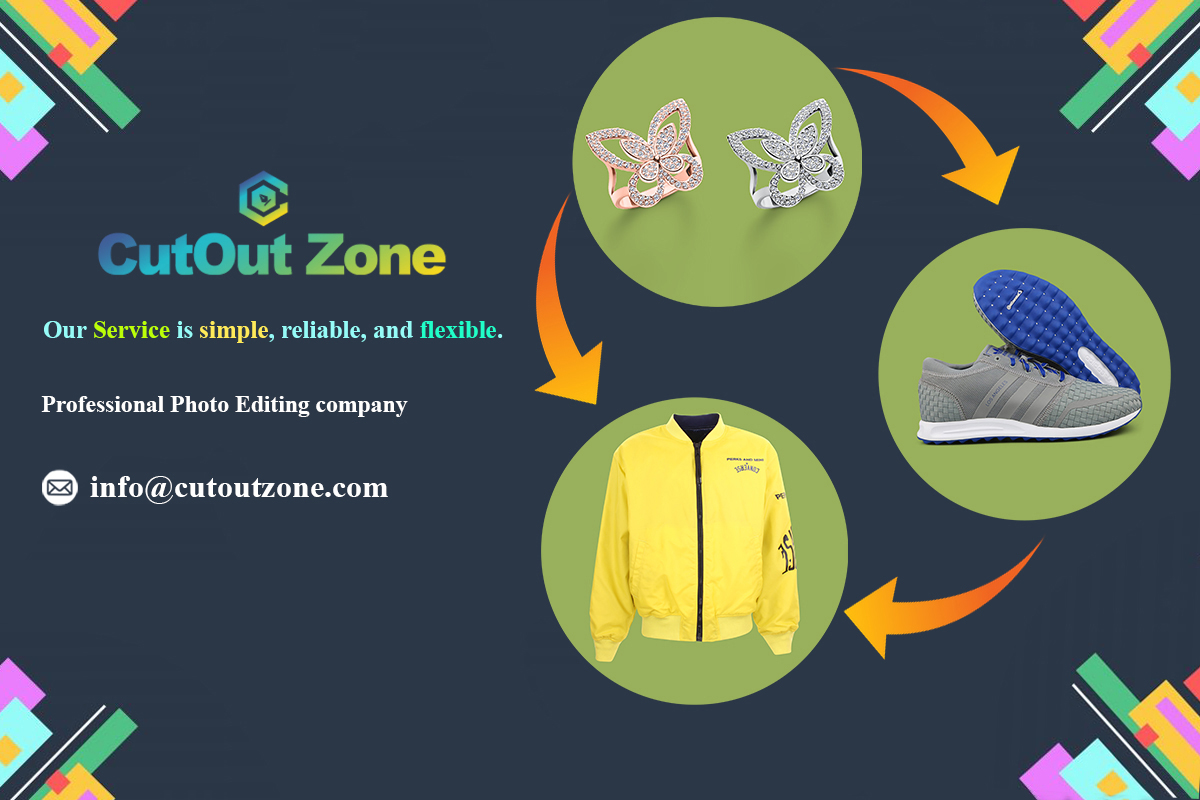 CutOut Zone
Our Service is simple, reliable, and flexible.
Professional Photo Editing company
info@cutoutzone.com